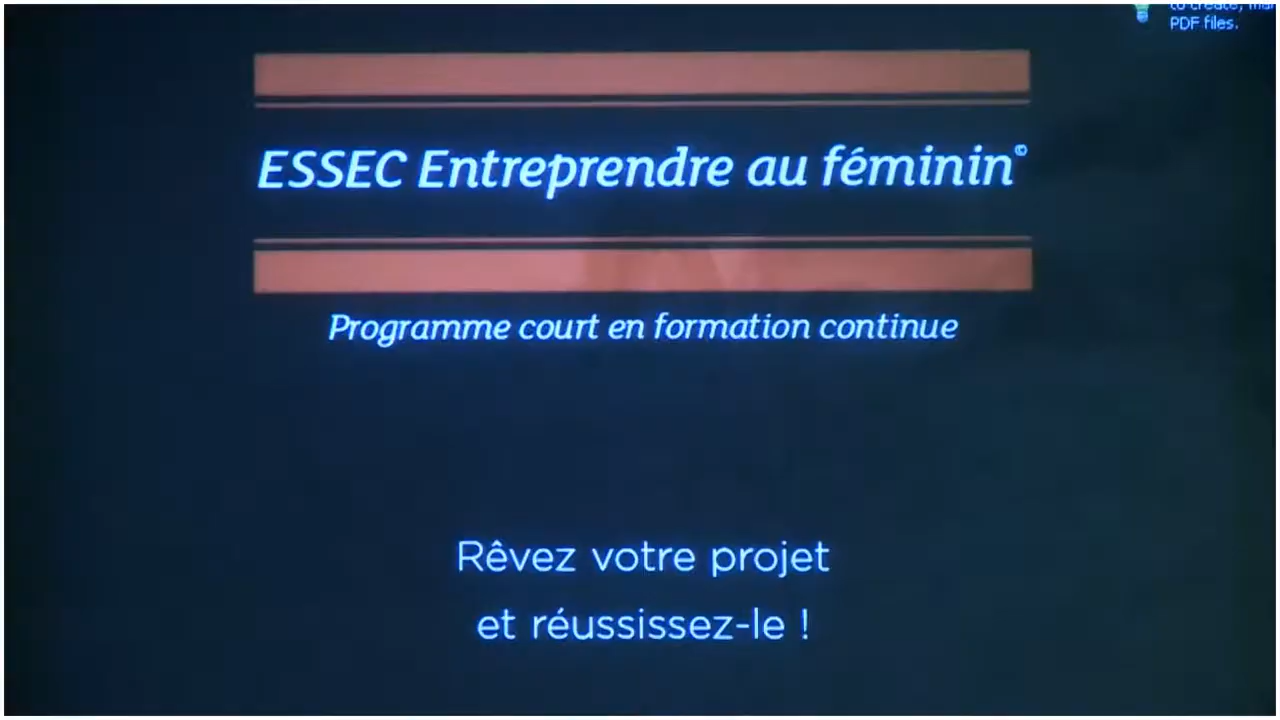 PDF files.
ESSEC Entreprendre au féminin©
Programme court en formation continue
Rêvez votre projet
et réussissez-le !